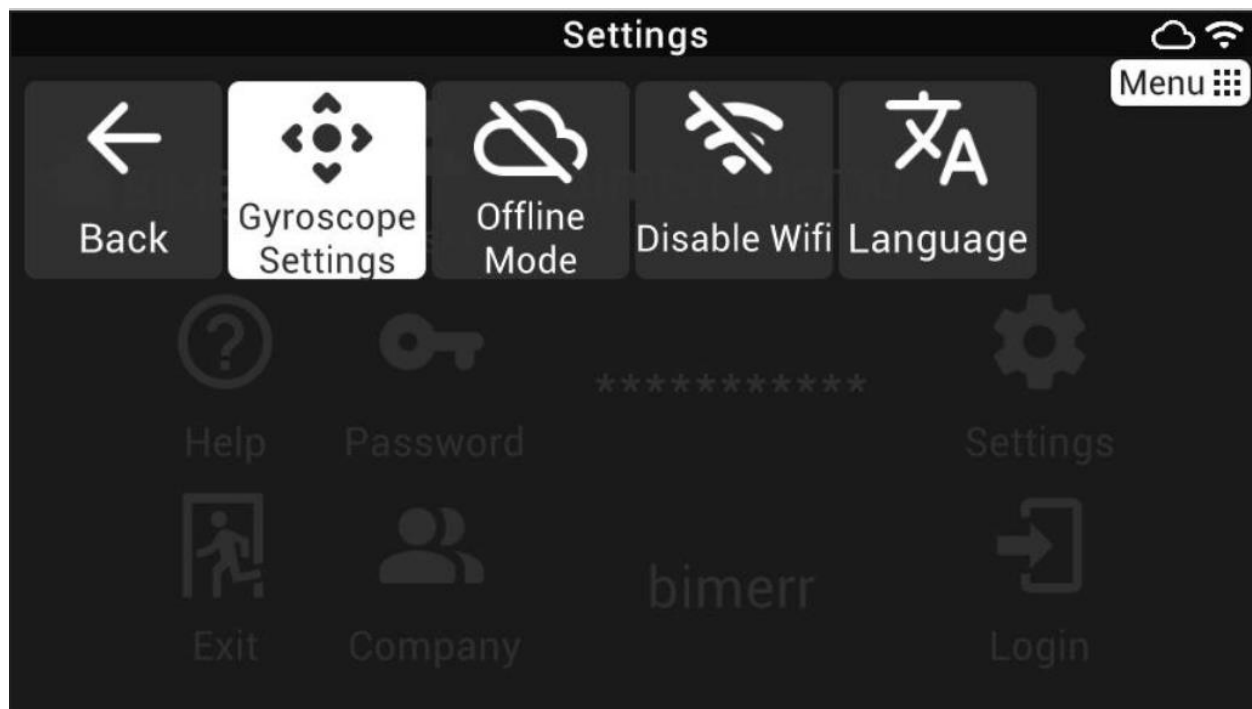 Settings
Menu
Back
Gyroscope
Settings
Offline
Mode
Disable Wifi
Language
Help
Password
***********
Settings
Exit
Company
bimerr
Login